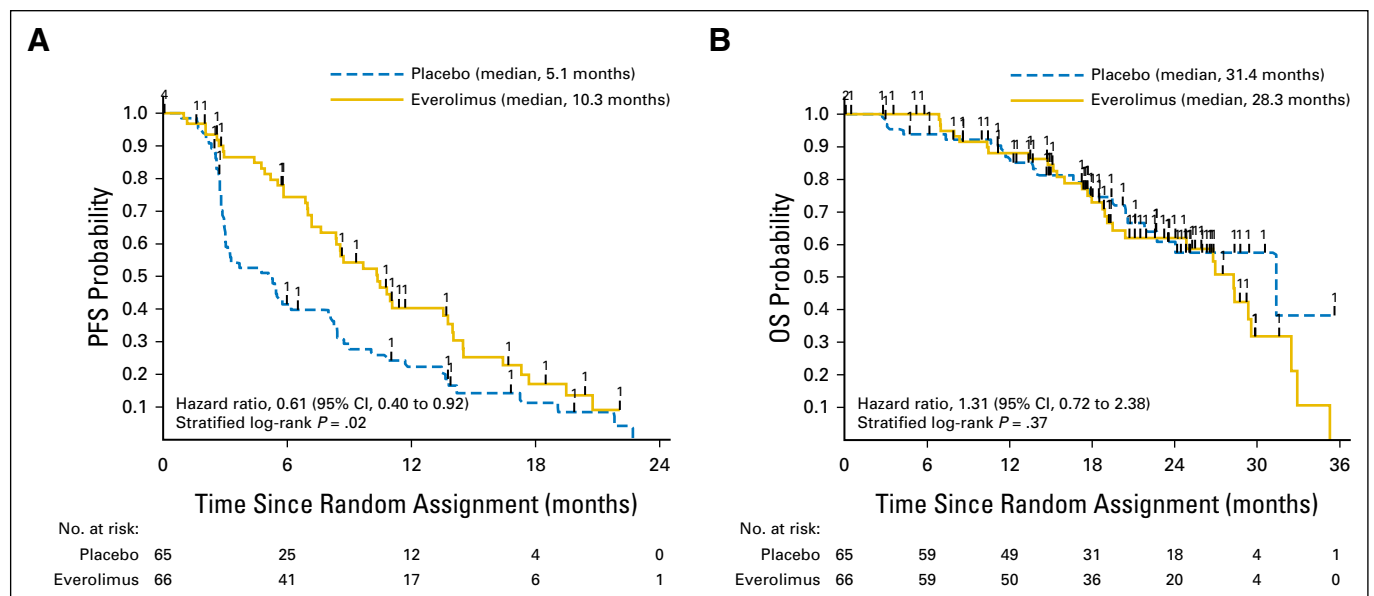 A
Placebo (median, 5.1 months)
Everolimus (median, 10.3 months)
PFS Probability
1.0
0.9
0.8
0.7
0.6
0.5
0.4
0.3
0.2
0.1
Hazard ratio, 0.61 (95% CI, 0.40 to 0.92)
Stratified log-rank P = .02
0 6 12 18 24
Time Since Random Assignment (months)
No. at risk:
Placebo 65 25 12 4 0
Everolimus 66 41 17 6 1
B
Placebo (median, 31.4 months)
Everolimus (median, 28.3 months)
OS Probability
1.0
0.9
0.8
0.7
0.6
0.5
0.4
0.3
0.2
0.1
Hazard ratio, 1.31 (95% CI, 0.72 to 2.38)
Stratified log-rank P = .37
0 6 12 18 24 30 36
Time Since Random Assignment (months)
No. at risk:
Placebo 65 59 49 31 18 4 1
Everolimus 66 59 50 36 20 4 0